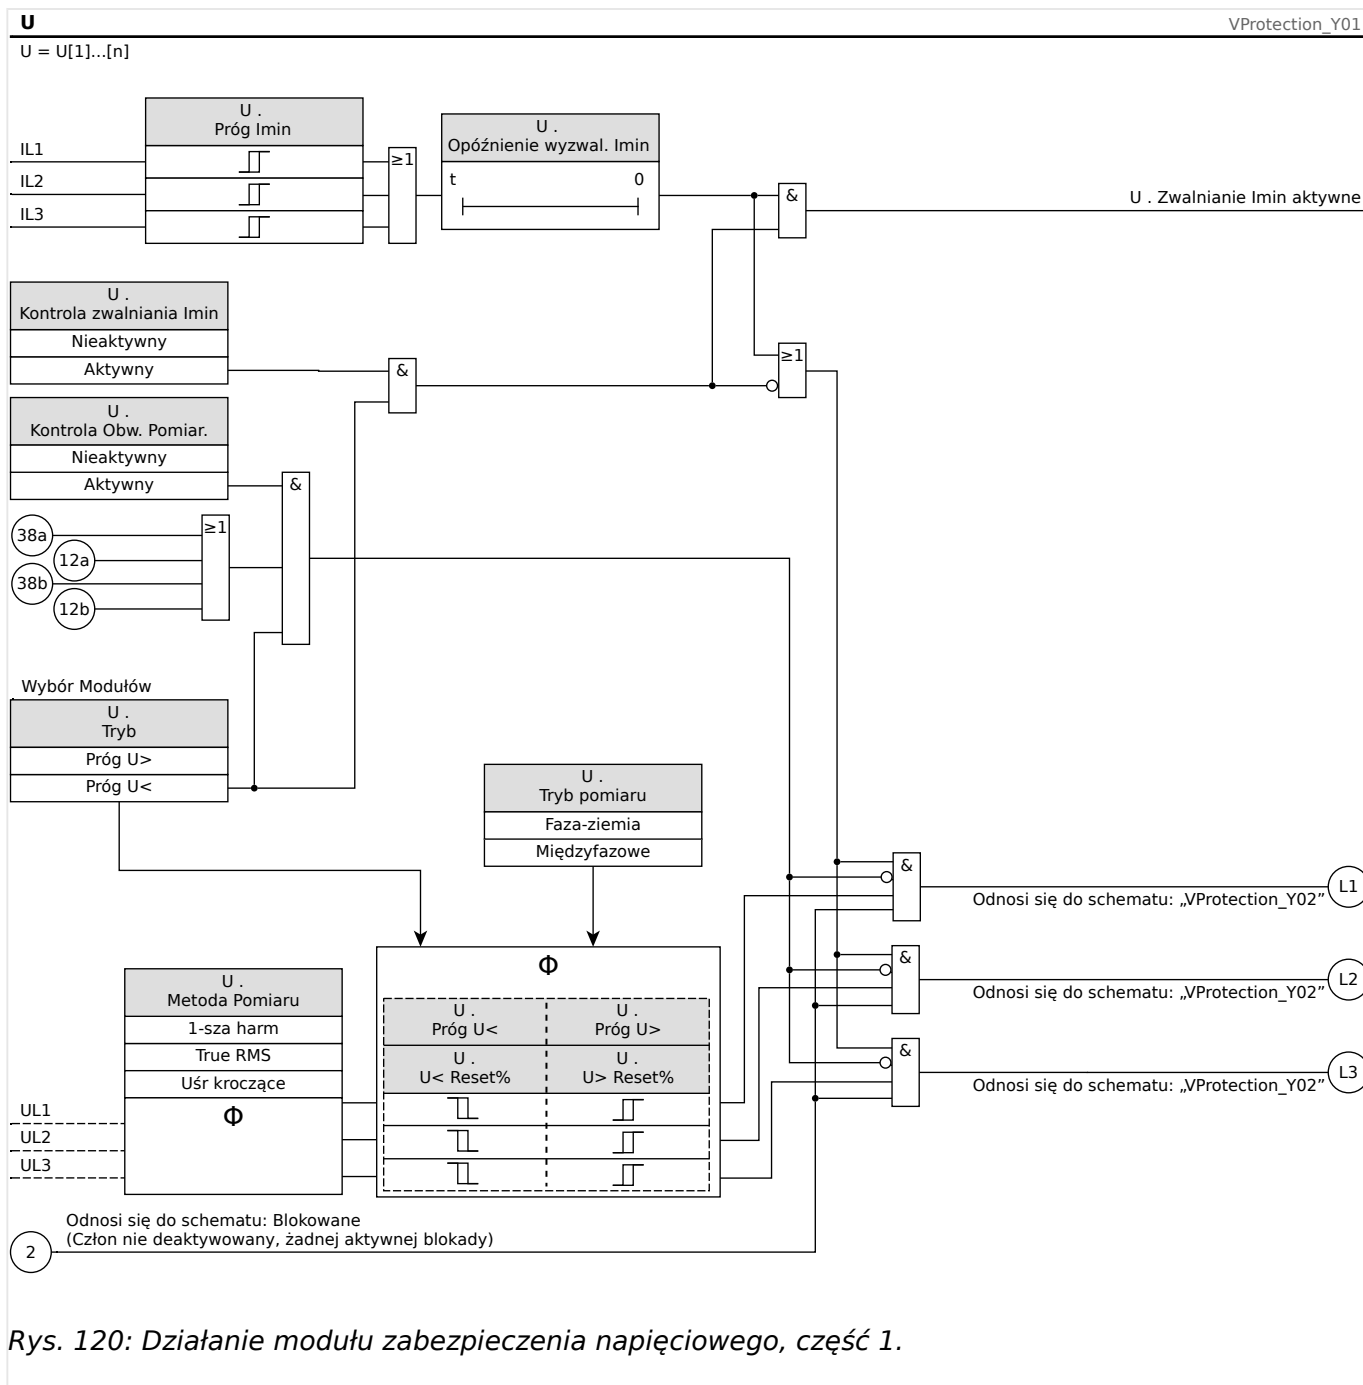 U
VProtection_Y01
U = U[1]...[n]
U .
Próg Imin
IL1
IL2
IL3
≥1
U .
Opóźnienie wyzwal. Imin
t 0
&
U . Zwalnianie Imin aktywne
U .
Kontrola zwalniania Imin
Nieaktywny
Aktywny
&
≥1
U .
Kontrola Obw. Pomiar.
Nieaktywny
Aktywny
&
38a
12a
38b
12b
≥1
Wybór Modułów
U .
Tryb
Próg U>
Próg U<
U .
Tryb pomiaru
Faza-ziemia
Międzyfazowe
&
L1
Odnosi się do schematu: „VProtection_Y02”
&
L2
Odnosi się do schematu: „VProtection_Y02”
&
L3
Odnosi się do schematu: „VProtection_Y02”
U .
Metoda Pomiaru
1-sza harm
True RMS
Uśr kroczące
Φ
UL1
UL2
UL3
Φ
U .
Próg U<
U .
Próg U>
U .
U< Reset%
U .
U> Reset%
2
Odnosi się do schematu: Blokowane
(Człon nie deaktywowany, żadnej aktywnej blokady)
Rys. 120: Działanie modułu zabezpieczenia napięciowego, część 1.